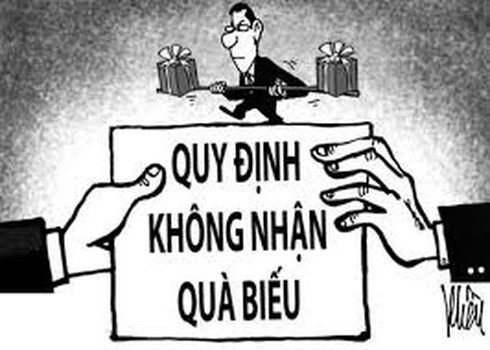 QUY ĐỊNH
KHÔNG NHẬN
QUÀ BIẾU